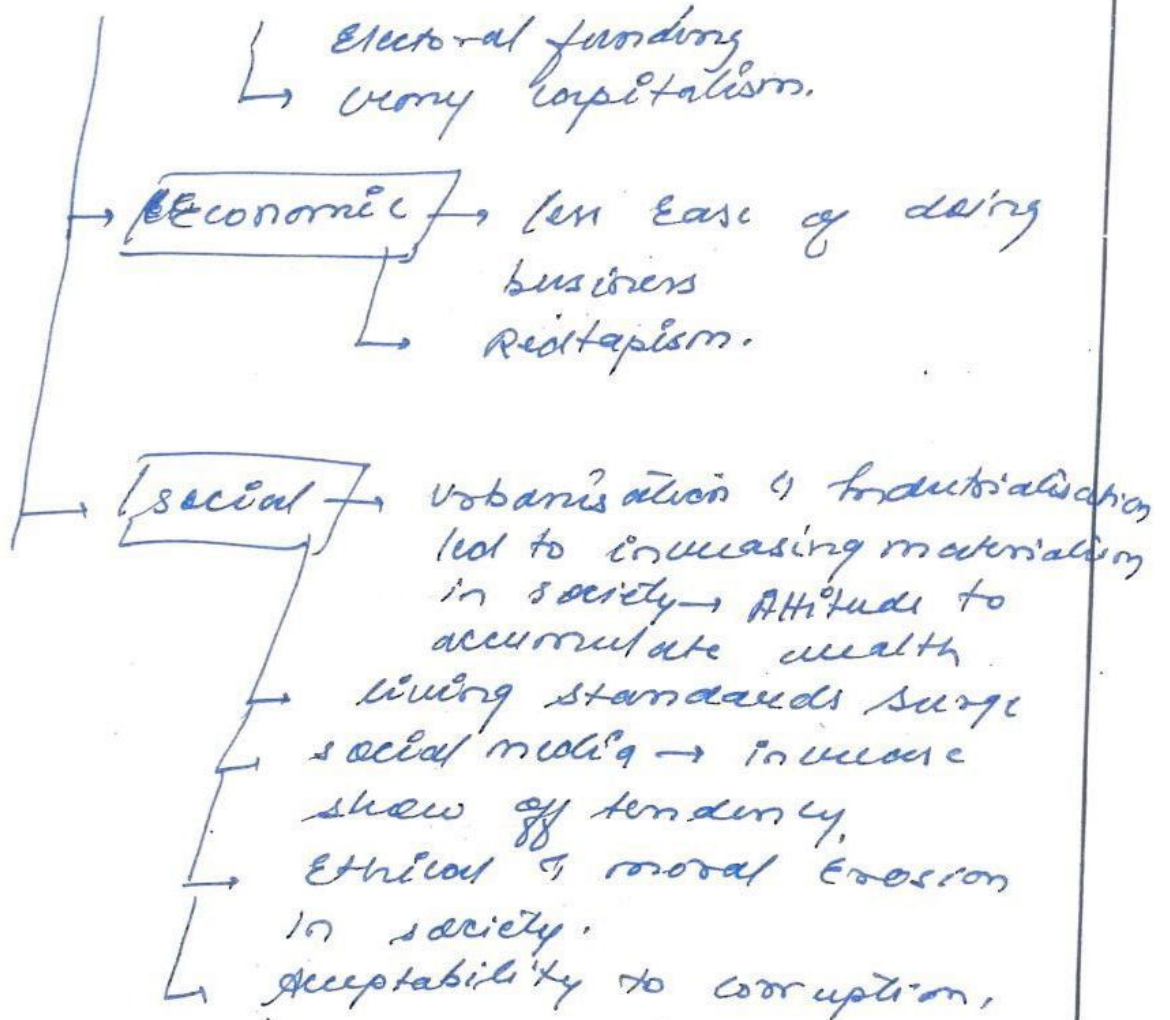 Electoral funding
→ Crony capitalism.
→ Economic → less Ease of doing
business
→ Redtapism.
→ social → Urbanisation & Industrialisation
led to increasing materialism
in society → Attitude to
accumulate wealth
→ living standards surge
→ social media → increase
show off tendency.
→ Ethical & moral Erosion
in society.
→ Acceptability to corruption.